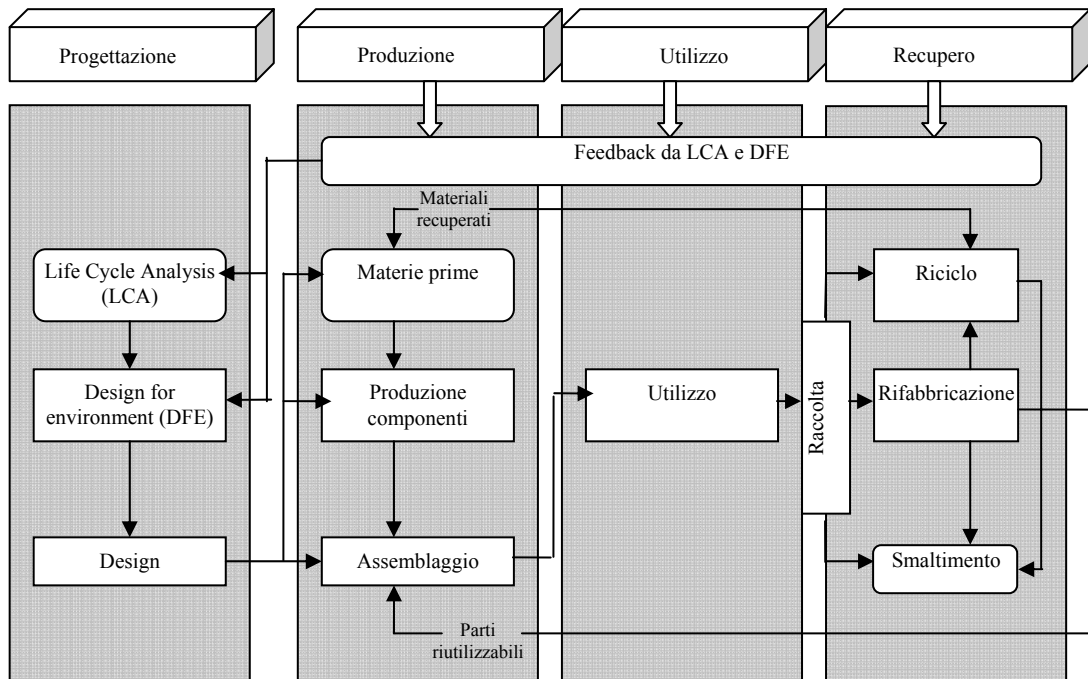 Progettazione
Produzione
Utilizzo
Recupero
Feedback da LCA e DFE
Materiali
recuperati
Life Cycle Analysis
(LCA)
Materie prime
Riciclo
Design for
environment (DFE)
Produzione
componenti
Utilizzo
Raccolta
Rifabbricazione
Design
Assemblaggio
Smaltimento
Parti
riutilizzabili